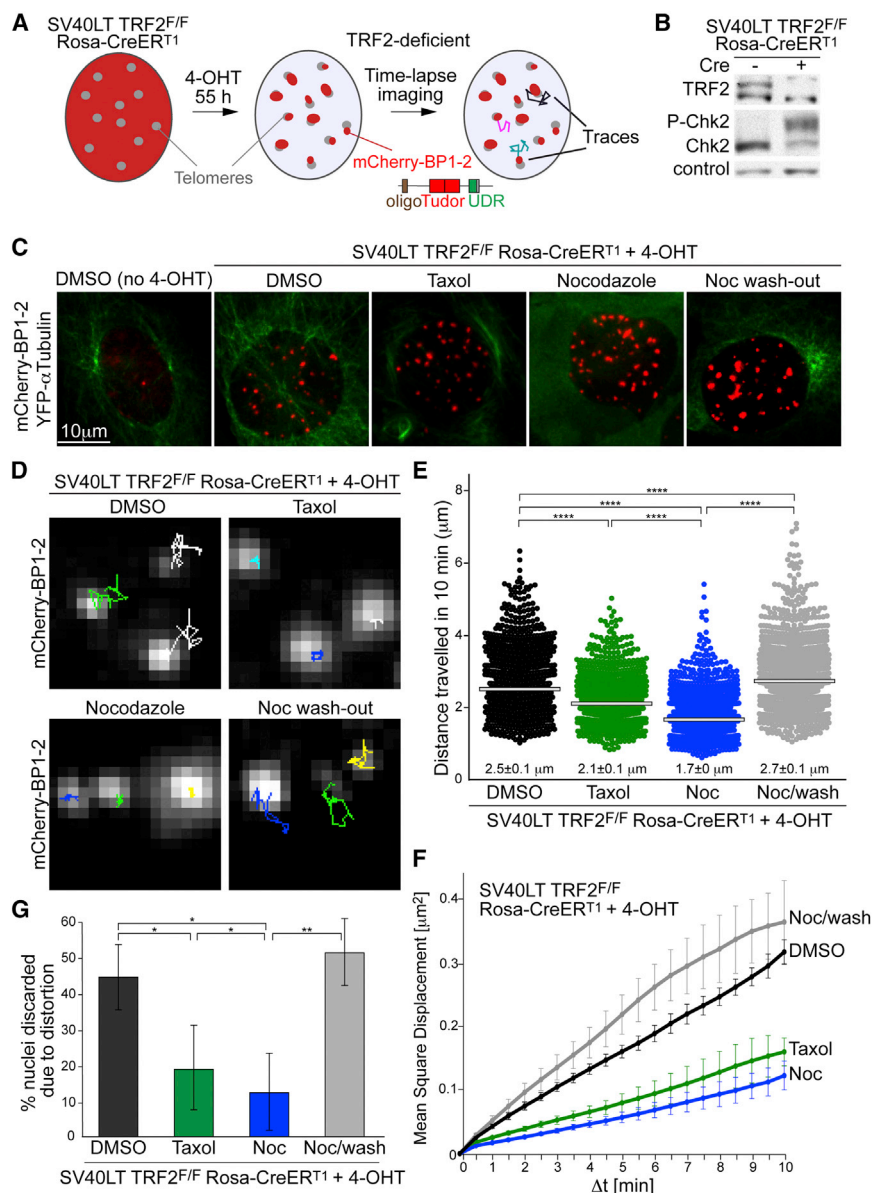 A
SV40LT TRF2F/F
Rosa-CreERT1
4-OHT
55 h
TRF2-deficient
Time-lapse
imaging
Traces
Telomeres
mCherry-BP1-2
oligo Tudor UDR
B
SV40LT TRF2F/F
Rosa-CreERT1
Cre - +
TRF2
P-Chk2
Chk2
control
C
SV40LT TRF2F/F Rosa-CreERT1 + 4-OHT
DMSO (no 4-OHT) DMSO Taxol Nocodazole Noc wash-out
mCherry-BP1-2
YFP-αTubulin
10μm
D
SV40LT TRF2F/F Rosa-CreERT1 + 4-OHT
DMSO Taxol
mCherry-BP1-2
Nocodazole Noc wash-out
mCherry-BP1-2
E
Distance travelled in 10 min (μm)
8
6
4
2
0
**** 
****
**** **** ****
2.5±0.1 μm 2.1±0.1 μm 1.7±0 μm 2.7±0.1 μm
DMSO Taxol Noc Noc/wash
SV40LT TRF2F/F Rosa-CreERT1 + 4-OHT
G
% nuclei discarded
due to distortion
60
50
40
30
20
10
0
*
* * **
DMSO Taxol Noc Noc/wash
SV40LT TRF2F/F Rosa-CreERT1 + 4-OHT
F
SV40LT TRF2F/F
Rosa-CreERT1 + 4-OHT
Mean Square Displacement [μm2]
0.4
0.3
0.2
0.1
0
Noc/wash
DMSO
Taxol
Noc
0 1 2 3 4 5 6 7 8 9 10
Δt [min]